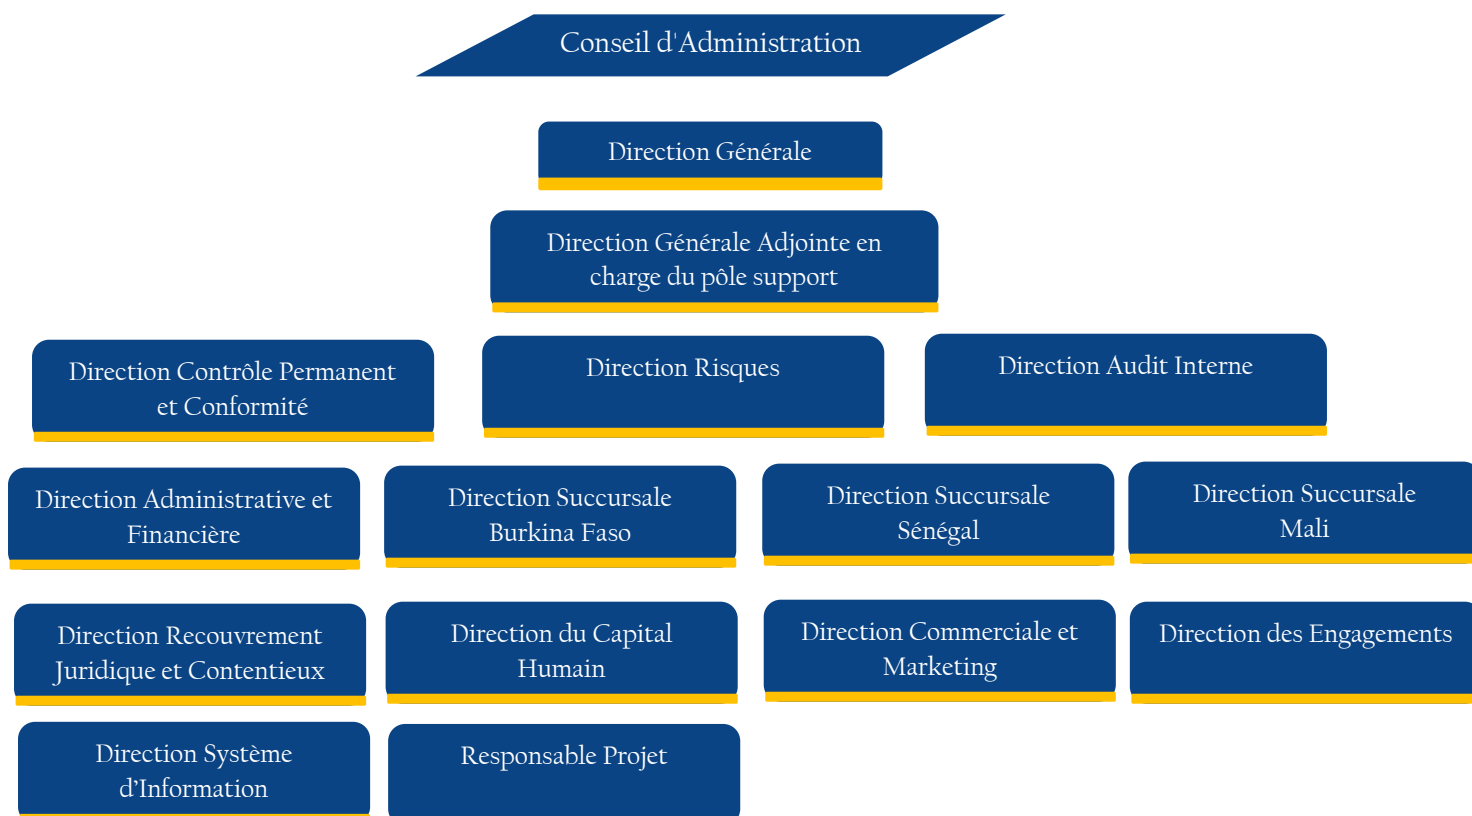 Conseil d'Administration
Direction Générale
Direction Générale Adjointe en
charge du pôle support
Direction Contrôle Permanent
et Conformité
Direction Risques
Direction Audit Interne
Direction Administrative et
Financière
Direction Succursale
Burkina Faso
Direction Succursale
Sénégal
Direction Succursale
Mali
Direction Recouvrement
Juridique et Contentieux
Direction du Capital
Humain
Direction Commerciale et
Marketing
Direction des Engagements
Direction Système
d’Information
Responsable Projet